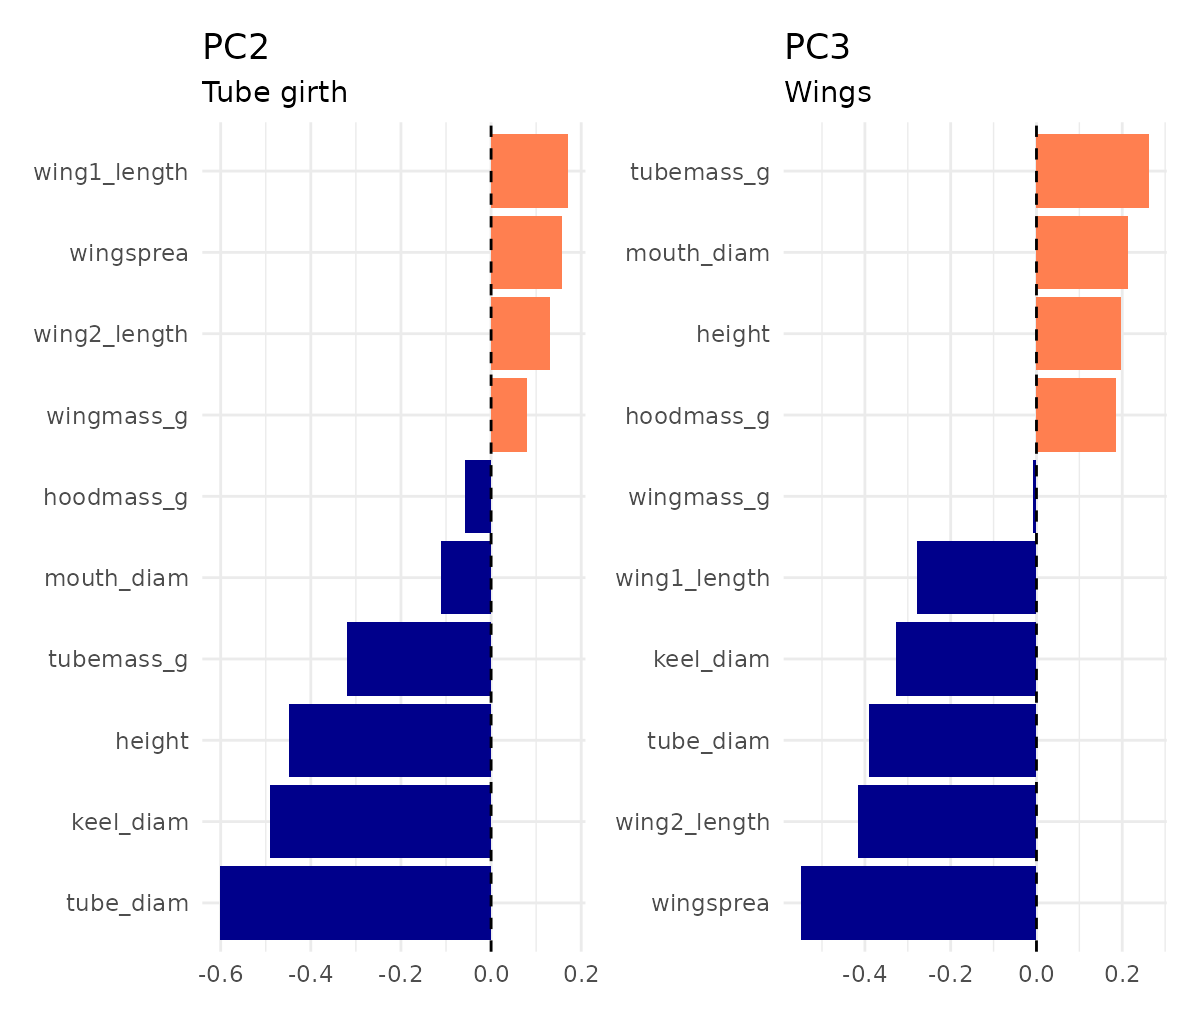 PC2
Tube girth
wing1_length
wingsprea
wing2_length
wingmass_g
hoodmass_g
mouth_diam
tubemass_g
height
keel_diam
tube_diam
-0.6 -0.4 -0.2 0.0 0.2
PC3
Wings
tubemass_g
mouth_diam
height
hoodmass_g
wingmass_g
wing1_length
keel_diam
tube_diam
wing2_length
wingsprea
-0.4 -0.2 0.0 0.2